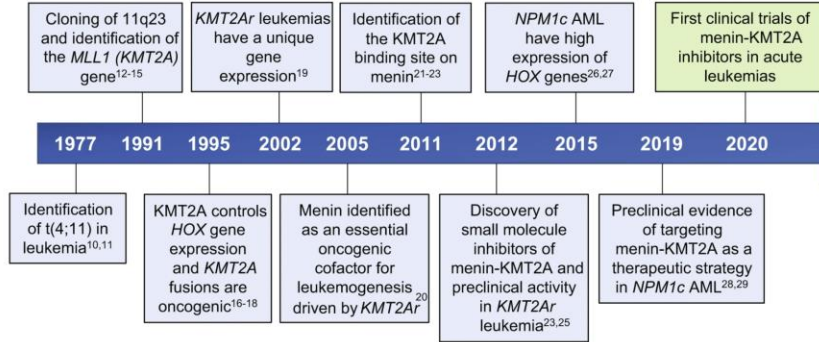 Cloning of 11q23
and identification of
the MLL1 (KMT2A)
gene12-15
KMT2Ar leukemias
have a unique
gene
expression19
Identification of
the KMT2A
binding site on
menin21-23
NPM1c AML
have high
expression of
HOX genes26,27
First clinical trials of
menin-KMT2A
inhibitors in acute
leukemias
1977 1991 1995 2002 2005 2011 2012 2015 2019 2020
Identification
of t(4;11) in
leukemia10,11
KMT2A controls
HOX gene
expression
and KMT2A
fusions are
oncogenic16-18
Menin identified as
an essential
oncogenic
cofactor for
leukemogenesis
driven by KMT2Ar20
Discovery of
small molecule
inhibitors of
menin-KMT2A and
preclinical activity
in KMT2Ar
leukemia23,25
Preclinical evidence
of targeting
menin-KMT2A as a
therapeutic strategy
in NPM1c AML28,29